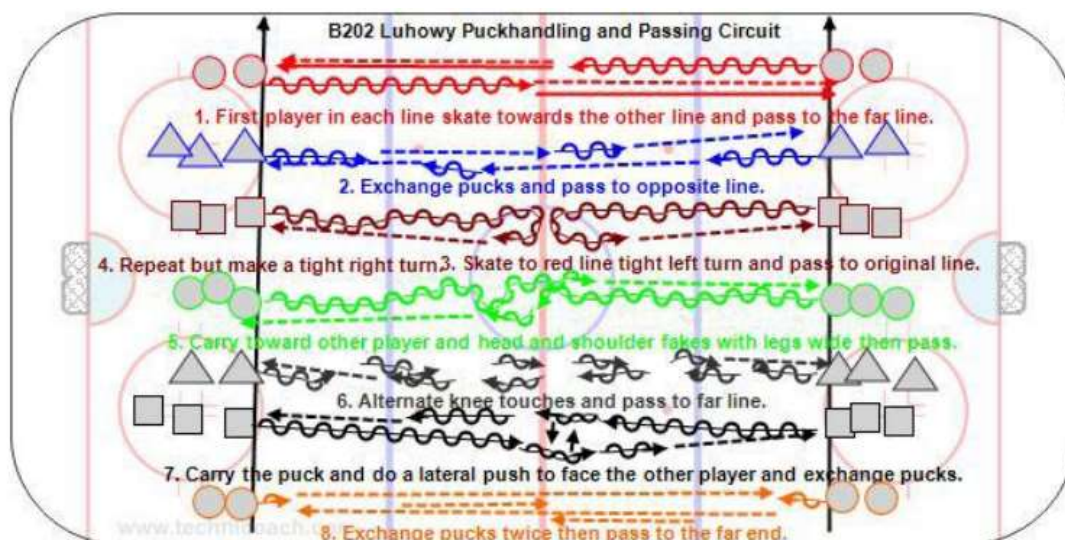 B202 Luhowy Puckhandling and Passing Circuit
1. First player in each line skate towards the other line and pass to the far line.
2. Exchange pucks and pass to opposite line.
4. Repeat but make a tight right turn.
3. Skate to red line tight left turn and pass to original line.
5. Carry toward other player and head and shoulder fakes with legs wide then pass.
6. Alternate knee touches and pass to far line.
7. Carry the puck and do a lateral push to face the other player and exchange pucks.
8. Exchange pucks twice then pass to the far end.